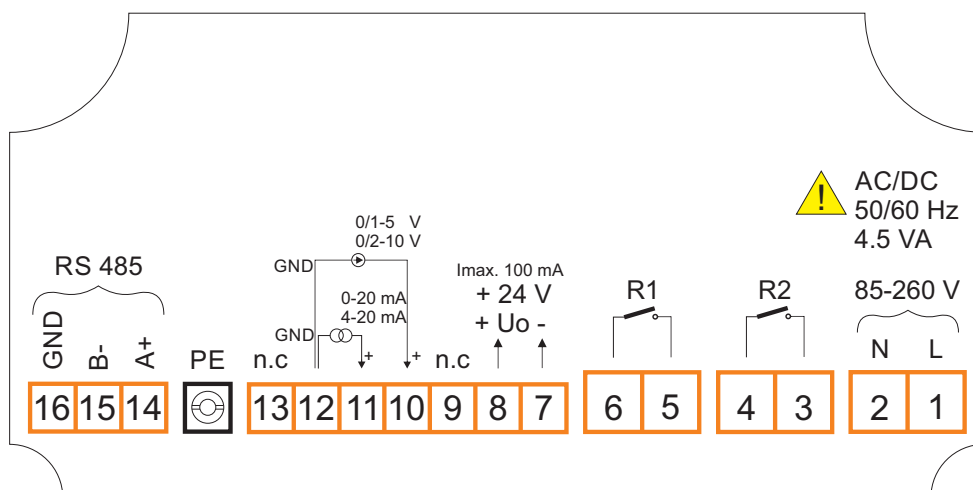 AC/DC
50/60 Hz
4.5 VA
0/1-5 V
0/2-10 V
RS 485
GND
Imax. 100 mA
0-20 mA
+ 24 V
R1
R2
85-260 V
4-20 mA
GND
+ Uo -
GND
B-
A+
PE
n.c
+
+
n.c
N
L
16
15
14
13
12
11
10
9
8
7
6
5
4
3
2
1